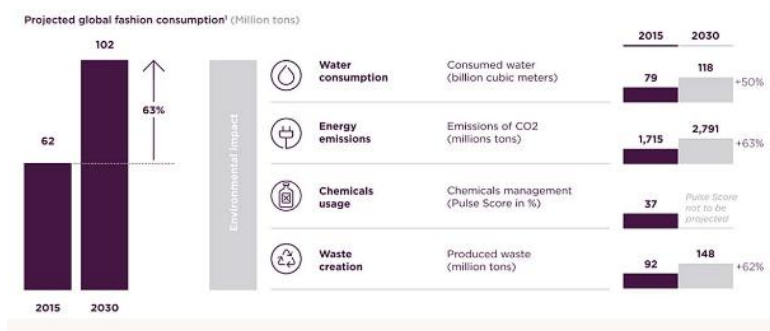 Projected global fashion consumption¹ (Million tons)
102
63%
62
2015 2030
Environmental impact
2015 2030
Water
consumption
Consumed water
(billion cubic meters)
79 118 +50%
Energy
emissions
Emissions of CO2
(millions tons)
1,715 2,791 +63%
Chemicals
usage
Chemicals management
(Pulse Score in %)
37
Pulse Score
not to be
projected
Waste
creation
Produced waste
(million tons)
92 148 +62%